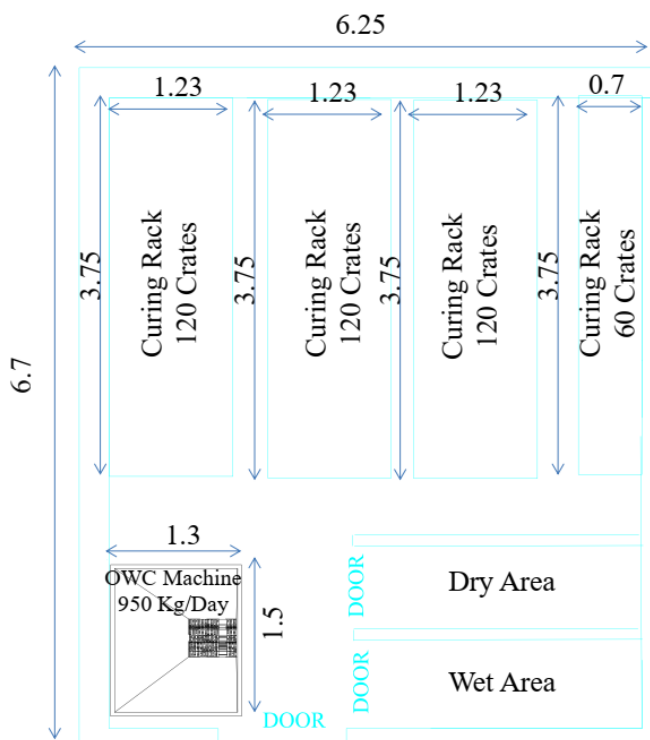 6.25
1.23
1.23
1.23
0.7
3.75
Curing Rack
120 Crates
3.75
Curing Rack
120 Crates
3.75
Curing Rack
120 Crates
3.75
Curing Rack
60 Crates
6.7
1.3
OWC Machine
950 Kg/Day
1.5
DOOR
Dry Area
DOOR
Wet Area
DOOR